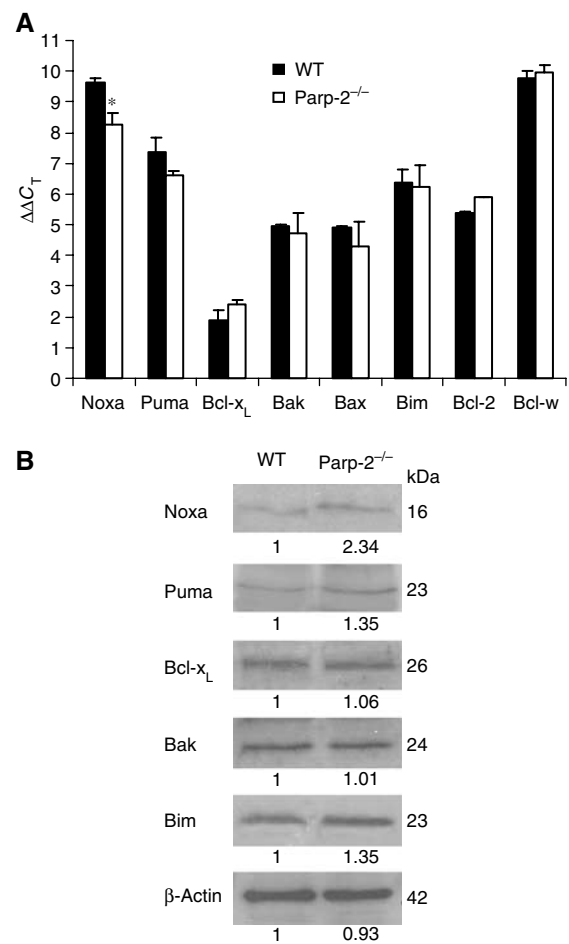 A
11
10
9
8
7
6
5
4
3
2
1
0
ΔΔC_T
WT
Parp-2⁻/⁻
*
Noxa Puma Bcl-x_L Bak Bax Bim Bcl-2 Bcl-w
B
WT Parp-2⁻/⁻ kDa
Noxa 16
1 2.34
Puma 23
1 1.35
Bcl-x_L 26
1 1.06
Bak 24
1 1.01
Bim 23
1 1.35
β-Actin 42
1 0.93